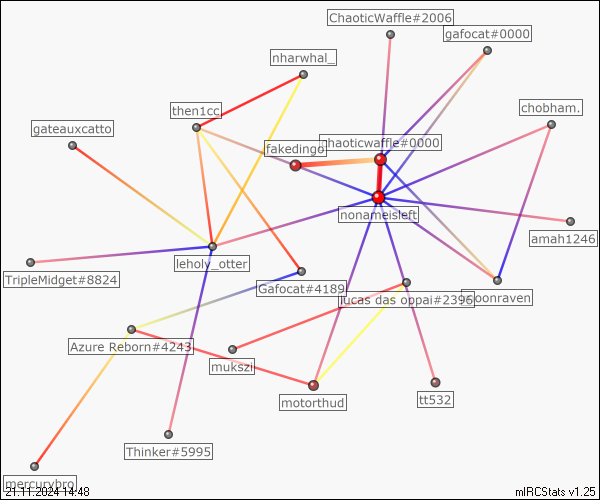 ChaoticWaffle#2006
gafocat#0000
nharwhal_
chobham.
then1cc
gateauxcatto
haoticwaffle#0000
fakedingo
nonameisleft
amah1246
leholy_otter
TripleMidget#8824
Gafocat#4189
lucas das oppai#2396
oonraven
Azure Reborn#4243
mukszi
motorthud
tt532
Thinker#5995
mercurybro
21.11.2024 14:48
mIRCStats v1.25